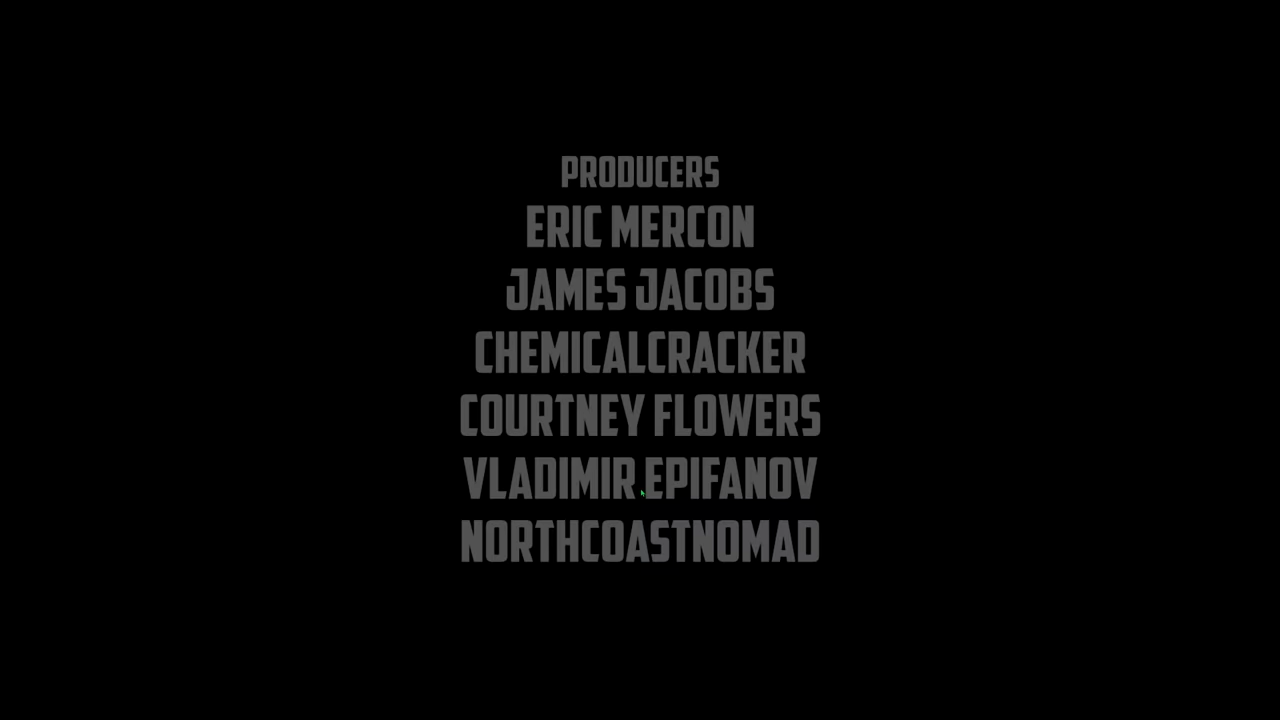 PRODUCERS
ERIC MERCON
JAMES JACOBS
CHEMICALCRACKER
COURTNEY FLOWERS
VLADIMIR EPIFANOV
NORTHCOASTNOMAD